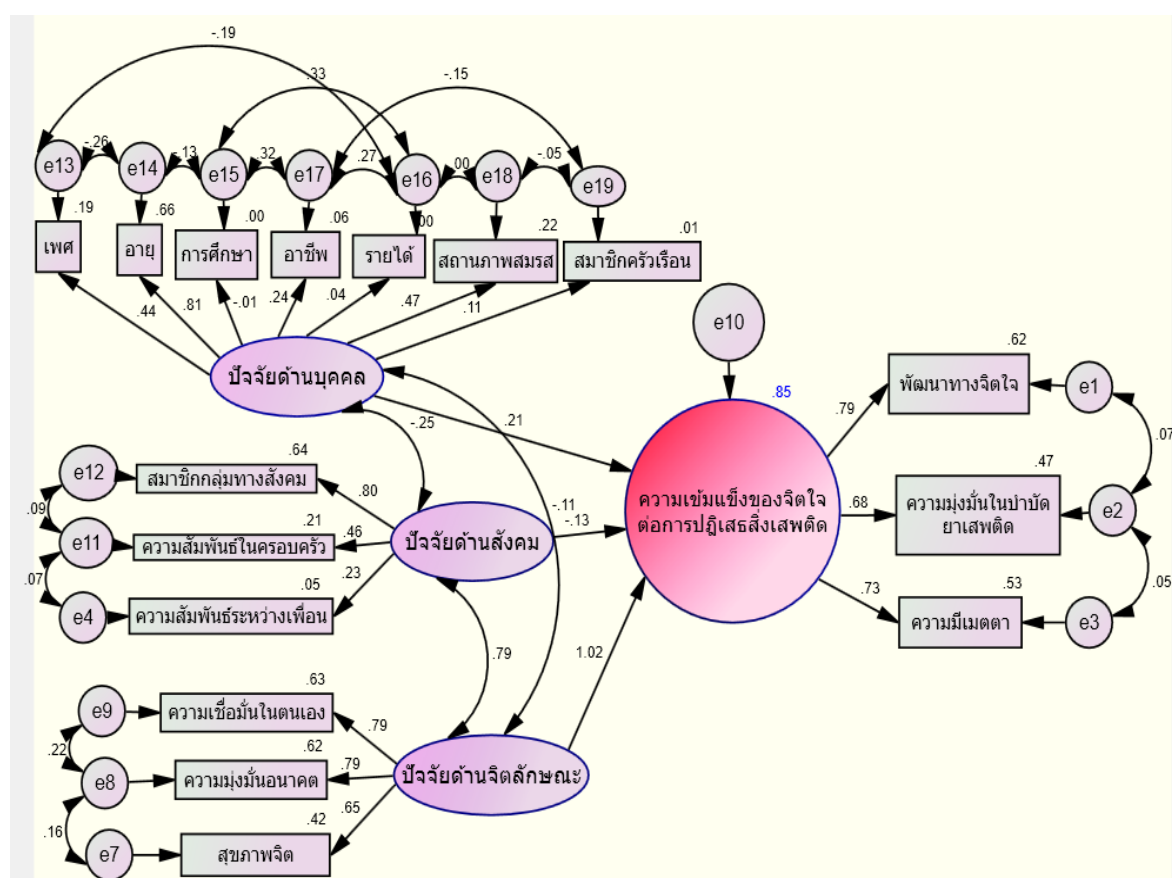 -.19
.33
-.15
-.26
-.13
.32
.27
.00
-.05
e13
e14
e15
e17
e16
e18
e19
.19
.66
.00
.06
.00
.22
.01
เพศ
อายุ
การศึกษา
อาชีพ
รายได้
สถานภาพสมรส
สมาชิกครัวเรือน
.44
.81
-.01
.24
.04
.47
.11
ปัจจัยด้านบุคคล
-.25
.21
e10
.85
ความเข้มแข็งของจิตใจ
ต่อการปฎิเสธสิ่งเสพติด
.62
พัฒนาทางจิตใจ
e1
.79
.07
.47
ความมุ่งมั่นในบำบัด
ยาเสพติด
e2
.68
.05
.53
ความมีเมตตา
e3
.73
.64
e12
สมาชิกกลุ่มทางสังคม
.80
.09
.21
e11
ความสัมพันธ์ในครอบครัว
.46
.07
.05
e4
ความสัมพันธ์ระหว่างเพื่อน
.23
ปัจจัยด้านสังคม
-.11
-.13
.79
1.02
.63
e9
ความเชื่อมั่นในตนเอง
.79
.22
.62
e8
ความมุ่งมั่นอนาคต
.79
.16
.42
e7
สุขภาพจิต
.65
ปัจจัยด้านจิตลักษณะ